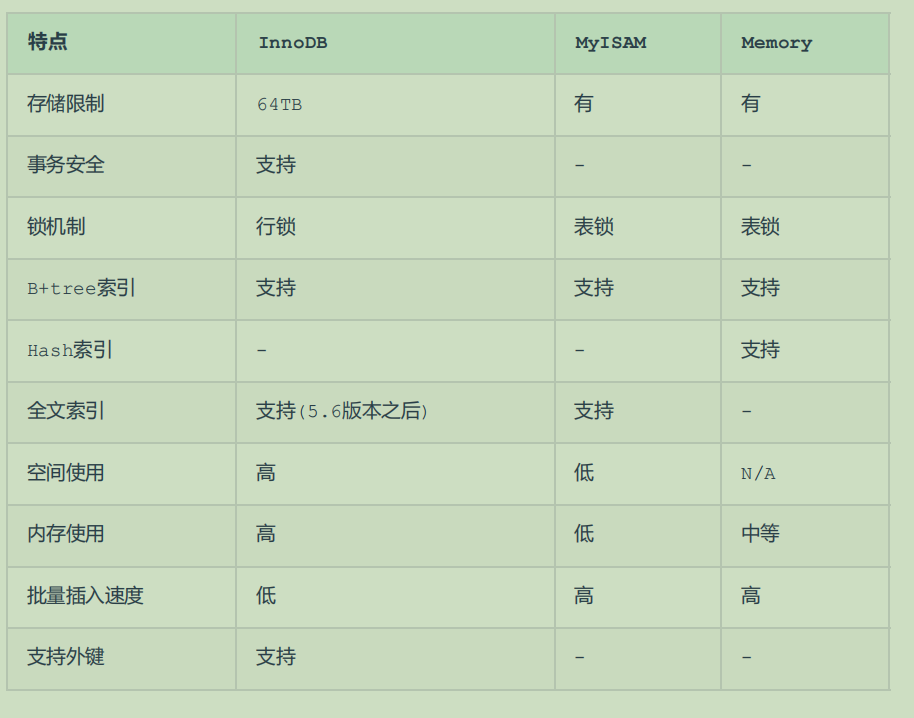 特点 InnoDB MyISAM Memory
存储限制 64TB 有 有
事务安全 支持 - -
锁机制 行锁 表锁 表锁
B+tree索引 支持 支持 支持
Hash索引 - - 支持
全文索引 支持(5.6版本之后) 支持 -
空间使用 高 低 N/A
内存使用 高 低 中等
批量插入速度 低 高 高
支持外键 支持 - -